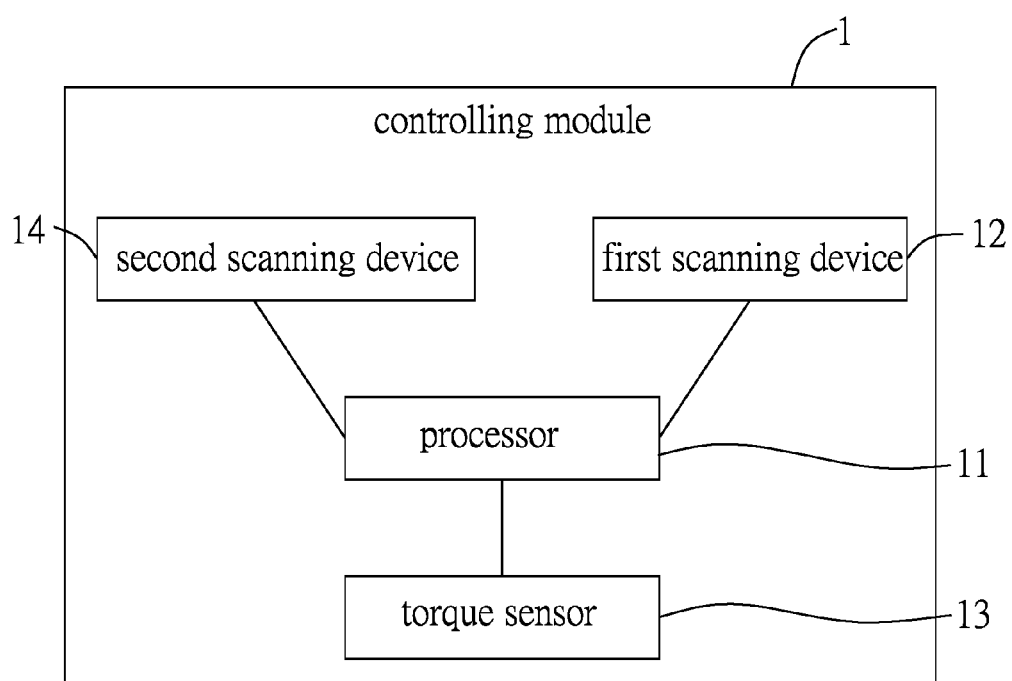 1
controlling module
14
second scanning device
first scanning device
12
processor
11
torque sensor
13